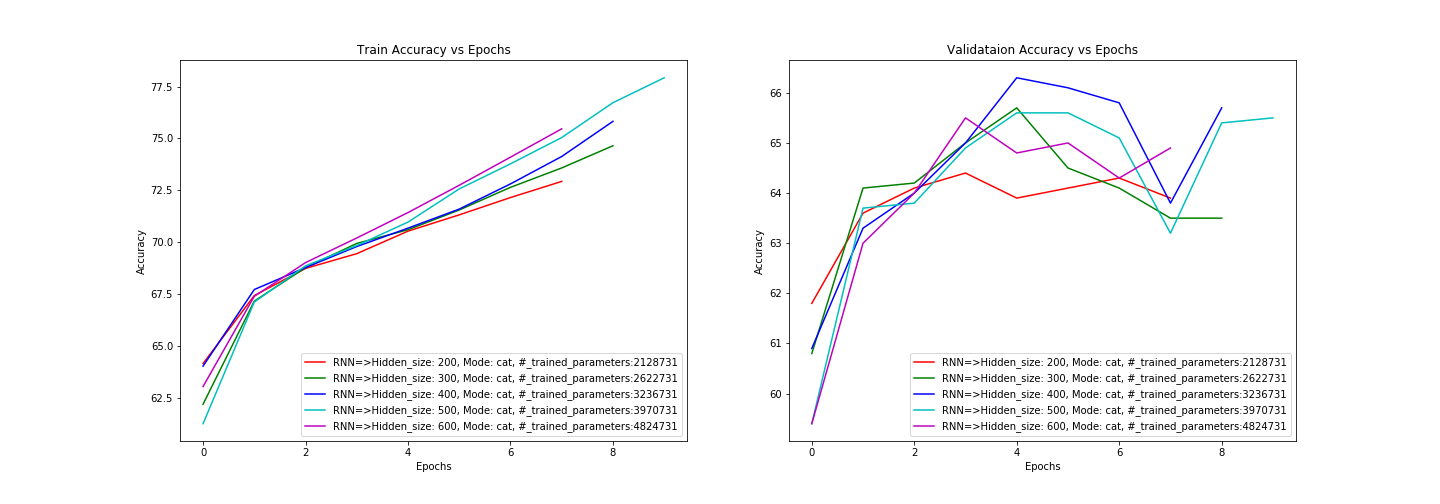 Train Accuracy vs Epochs
Accuracy
77.5
75.0
72.5
70.0
67.5
65.0
62.5
RNN=>Hidden_size: 200, Mode: cat, #_trained_parameters:2128731
RNN=>Hidden_size: 300, Mode: cat, #_trained_parameters:2622731
RNN=>Hidden_size: 400, Mode: cat, #_trained_parameters:3236731
RNN=>Hidden_size: 500, Mode: cat, #_trained_parameters:3970731
RNN=>Hidden_size: 600, Mode: cat, #_trained_parameters:4824731
0 2 4 6 8
Epochs
Validataion Accuracy vs Epochs
Accuracy
66
65
64
63
62
61
60
RNN=>Hidden_size: 200, Mode: cat, #_trained_parameters:2128731
RNN=>Hidden_size: 300, Mode: cat, #_trained_parameters:2622731
RNN=>Hidden_size: 400, Mode: cat, #_trained_parameters:3236731
RNN=>Hidden_size: 500, Mode: cat, #_trained_parameters:3970731
RNN=>Hidden_size: 600, Mode: cat, #_trained_parameters:4824731
0 2 4 6 8
Epochs